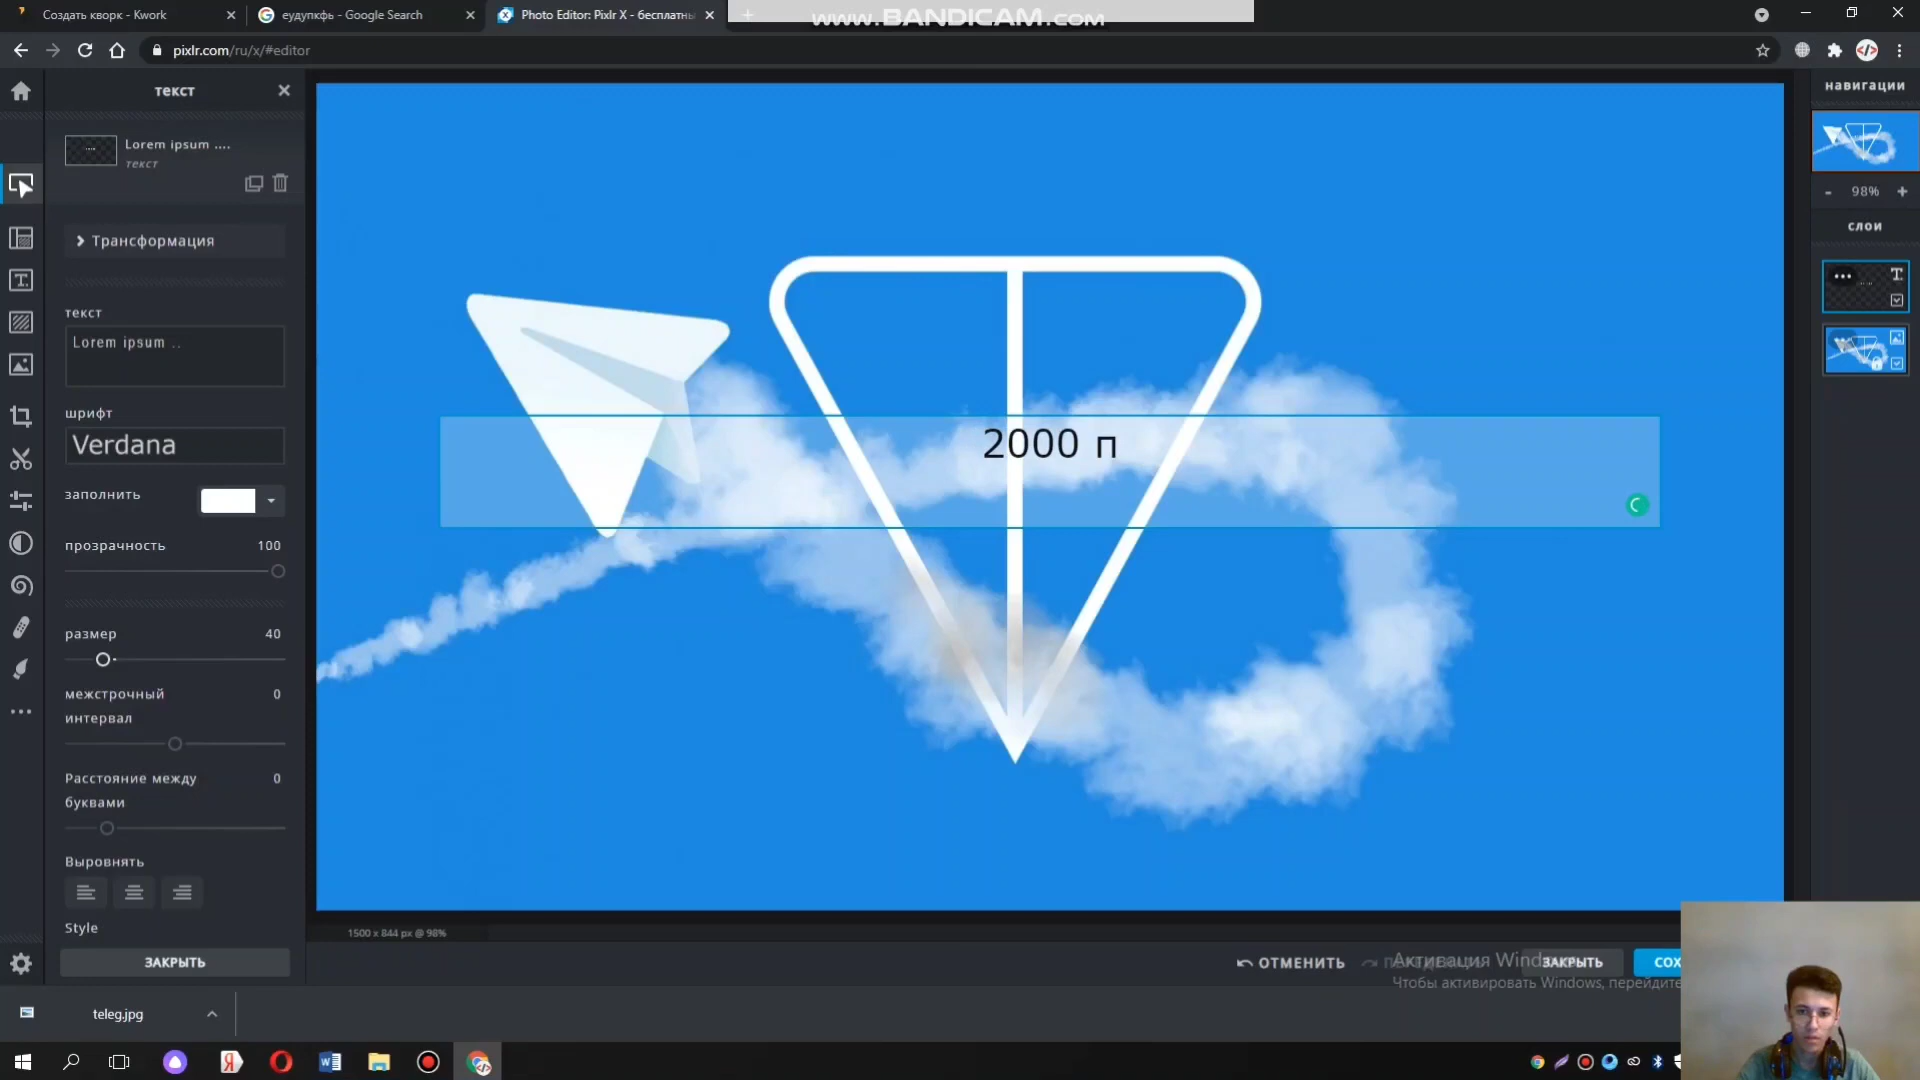 Создать кворк - Kwork
еудупкфь - Google Search
Photo Editor: Pixlr X - бесплатны
www.BANDICAM.com
pixlr.com/ru/x/#editor
текст
Lorem ipsum ....
текст
Трансформация
текст
Lorem ipsum ..
шрифт
Verdana
заполнить
прозрачность 100
размер 40
межстрочный интервал 0
Расстояние между буквами 0
Выровнять
Style
ЗАКРЫТЬ
2000 п
навигации
98%
слои
1500 x 844 px @ 98%
ОТМЕНИТЬ
ЗАКРЫТЬ
СОХ
Активация Wind
Чтобы активировать Windows, перейдите
teleg.jpg